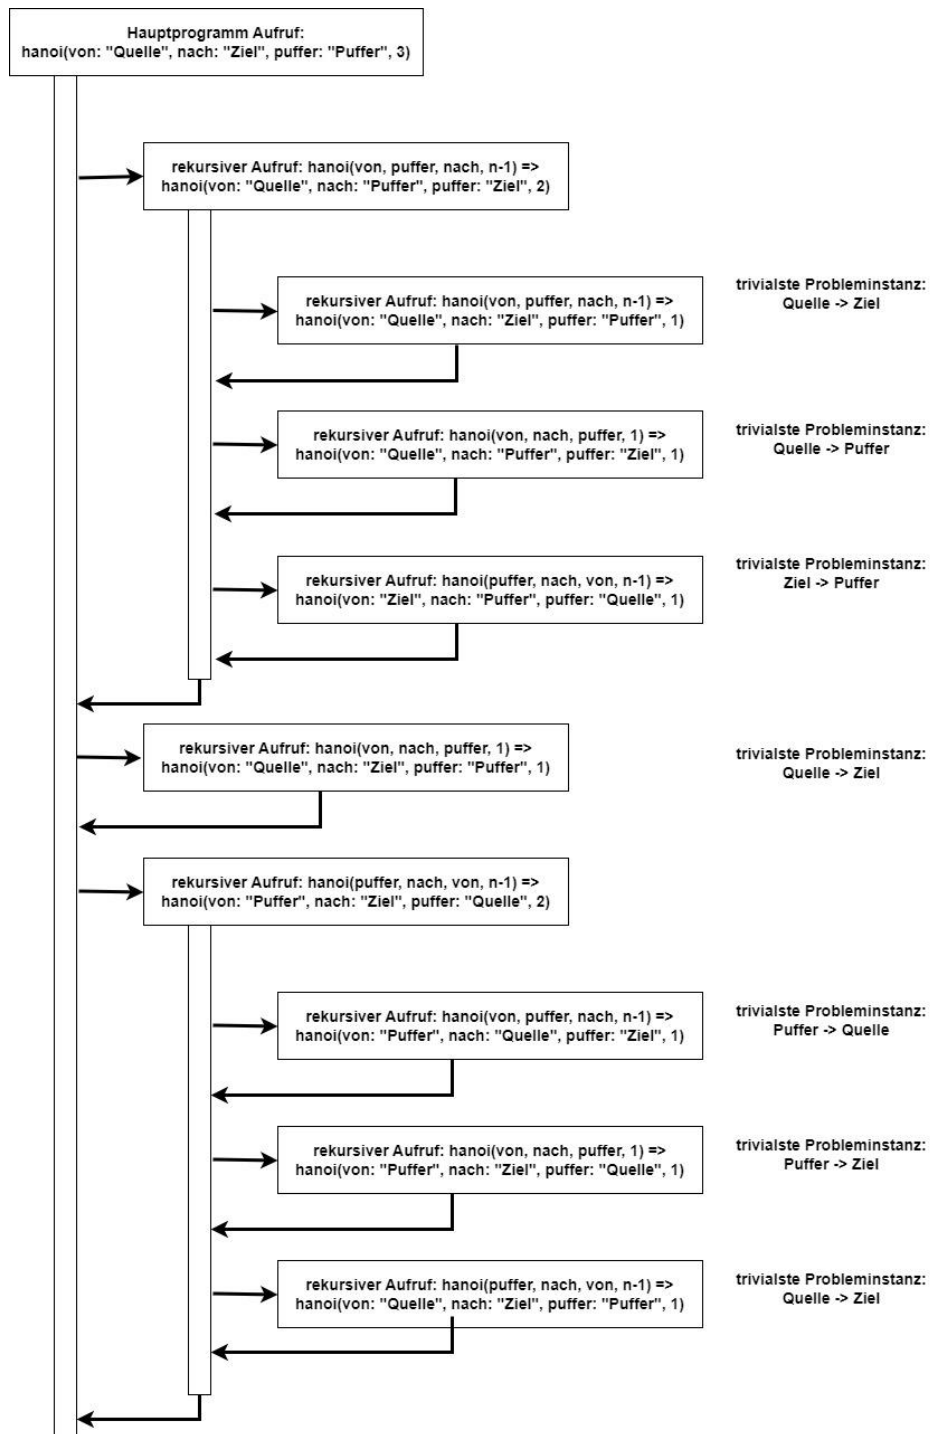 Hauptprogramm Aufruf:
hanoi(von: "Quelle", nach: "Ziel", puffer: "Puffer", 3)
rekursiver Aufruf: hanoi(von, puffer, nach, n-1) =>
hanoi(von: "Quelle", nach: "Puffer", puffer: "Ziel", 2)
rekursiver Aufruf: hanoi(von, puffer, nach, n-1) =>
hanoi(von: "Quelle", nach: "Ziel", puffer: "Puffer", 1)
trivialste Probleminstanz:
Quelle -> Ziel
rekursiver Aufruf: hanoi(von, nach, puffer, 1) =>
hanoi(von: "Quelle", nach: "Puffer", puffer: "Ziel", 1)
trivialste Probleminstanz:
Quelle -> Puffer
rekursiver Aufruf: hanoi(puffer, nach, von, n-1) =>
hanoi(von: "Ziel", nach: "Puffer", puffer: "Quelle", 1)
trivialste Probleminstanz:
Ziel -> Puffer
rekursiver Aufruf: hanoi(von, nach, puffer, 1) =>
hanoi(von: "Quelle", nach: "Ziel", puffer: "Puffer", 1)
trivialste Probleminstanz:
Quelle -> Ziel
rekursiver Aufruf: hanoi(puffer, nach, von, n-1) =>
hanoi(von: "Puffer", nach: "Ziel", puffer: "Quelle", 2)
rekursiver Aufruf: hanoi(von, puffer, nach, n-1) =>
hanoi(von: "Puffer", nach: "Quelle", puffer: "Ziel", 1)
trivialste Probleminstanz:
Puffer -> Quelle
rekursiver Aufruf: hanoi(von, nach, puffer, 1) =>
hanoi(von: "Puffer", nach: "Ziel", puffer: "Quelle", 1)
trivialste Probleminstanz:
Puffer -> Ziel
rekursiver Aufruf: hanoi(puffer, nach, von, n-1) =>
hanoi(von: "Quelle", nach: "Ziel", puffer: "Puffer", 1)
trivialste Probleminstanz:
Quelle -> Ziel